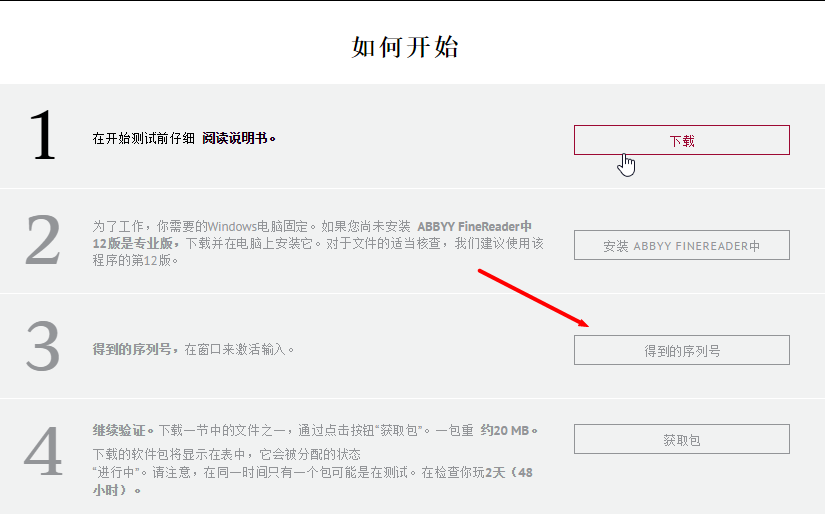 如何开始
1
在开始测试前仔细 阅读说明书。
下载
2
为了工作，你需要的Windows电脑固定。如果您尚未安装 ABBYY FineReader中
12版是专业版，下载并在电脑上安装它。对于文件的适当核查，我们建议使用该
程序的第12版。
安装 ABBYY FINEREADER中
3
得到的序列号，在窗口来激活输入。
得到的序列号
4
继续验证。下载一节中的文件之一，通过点击按钮“获取包”。一包重 约20 MB。
下载的软件包将显示在表中，它会被分配的状态
“进行中”。请注意，在同一时间只有一个包可能是在测试。在检查你玩2天（48
小时）。
获取包